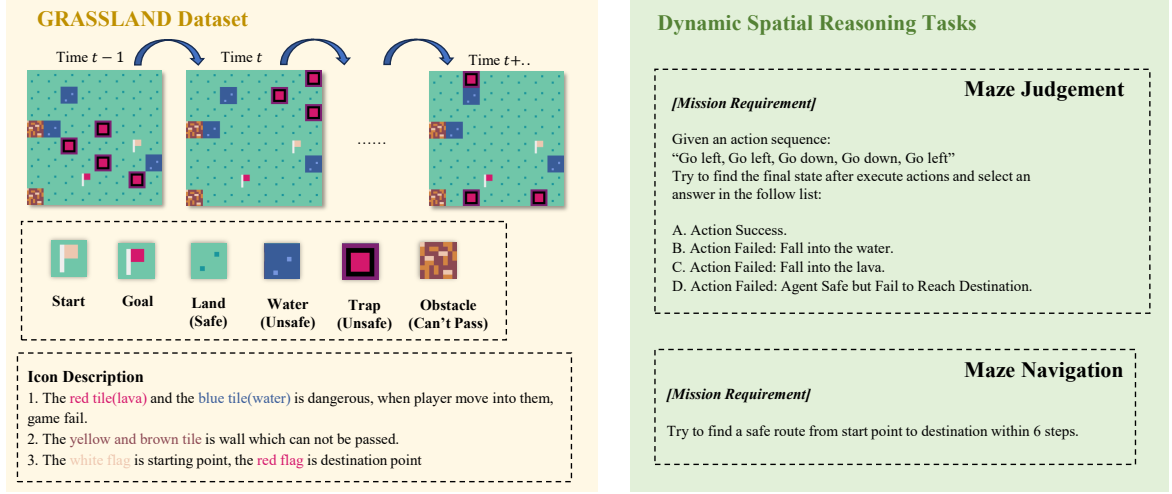 GRASSLAND Dataset
Time t − 1
Time t
Time t+..
......
Start
Goal
Land
(Safe)
Water
(Unsafe)
Trap
(Unsafe)
Obstacle
(Can't Pass)
Icon Description
1. The red tile(lava) and the blue tile(water) is dangerous, when player move into them,
game fail.
2. The yellow and brown tile is wall which can not be passed.
3. The white flag is starting point, the red flag is destination point
Dynamic Spatial Reasoning Tasks
Maze Judgement
[Mission Requirement]
Given an action sequence:
“Go left, Go left, Go down, Go down, Go left”
Try to find the final state after execute actions and select an
answer in the follow list:
A. Action Success.
B. Action Failed: Fall into the water.
C. Action Failed: Fall into the lava.
D. Action Failed: Agent Safe but Fail to Reach Destination.
Maze Navigation
[Mission Requirement]
Try to find a safe route from start point to destination within 6 steps.